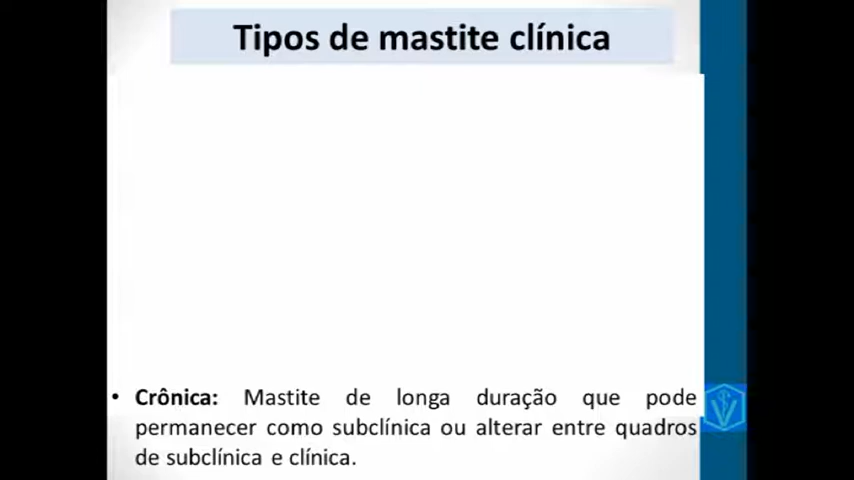 Tipos de mastite clínica
• Crônica: Mastite de longa duração que pode
permanecer como subclínica ou alterar entre quadros
de subclínica e clínica.